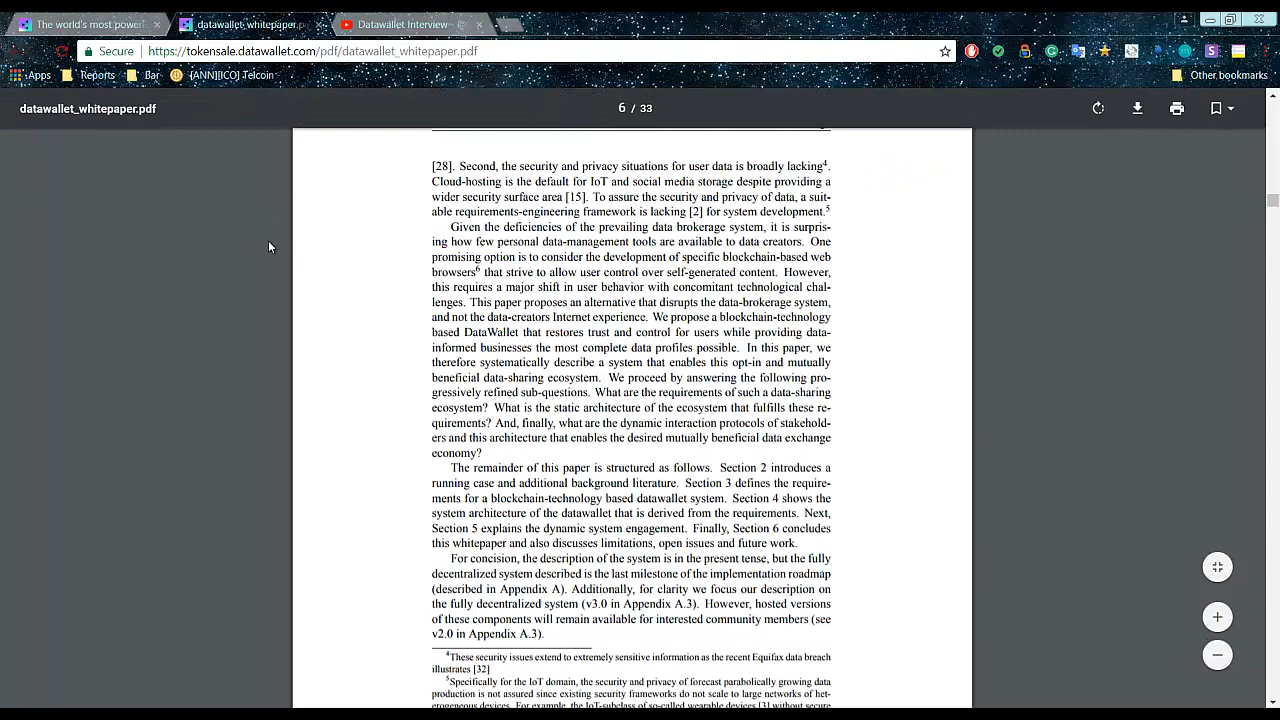 The world's most power
datawallet-whitepaper.p
Datawallet Interview –
Secure
https://tokensale.datawallet.com/pdf/datawallet_whitepaper.pdf
Apps
Reports
Bar
[ANN][ICO] Telcoin
Other bookmarks
datawallet_whitepaper.pdf
6 / 33
[28]. Second, the security and privacy situations for user data is broadly lacking4.
Cloud-hosting is the default for IoT and social media storage despite providing a
wider security surface area [15]. To assure the security and privacy of data, a suit-
able requirements-engineering framework is lacking [2] for system development.5
Given the deficiencies of the prevailing data brokerage system, it is surpris-
ing how few personal data-management tools are available to data creators. One
promising option is to consider the development of specific blockchain-based web
browsers6 that strive to allow user control over self-generated content. However,
this requires a major shift in user behavior with concomitant technological chal-
lenges. This paper proposes an alternative that disrupts the data-brokerage system,
and not the data-creators Internet experience. We propose a blockchain-technology
based DataWallet that restores trust and control for users while providing data-
informed businesses the most complete data profiles possible. In this paper, we
therefore systematically describe a system that enables this opt-in and mutually
beneficial data-sharing ecosystem. We proceed by answering the following pro-
gressively refined sub-questions. What are the requirements of such a data-sharing
ecosystem? What is the static architecture of the ecosystem that fulfills these re-
quirements? And, finally, what are the dynamic interaction protocols of stakehold-
ers and this architecture that enables the desired mutually beneficial data exchange
economy?
The remainder of this paper is structured as follows. Section 2 introduces a
running case and additional background literature. Section 3 defines the require-
ments for a blockchain-technology based datawallet system. Section 4 shows the
system architecture of the datawallet that is derived from the requirements. Next,
Section 5 explains the dynamic system engagement. Finally, Section 6 concludes
this whitepaper and also discusses limitations, open issues and future work.
For concision, the description of the system is in the present tense, but the fully
decentralized system described is the last milestone of the implementation roadmap
(described in Appendix A). Additionally, for clarity we focus our description on
the fully decentralized system (v3.0 in Appendix A.3). However, hosted versions
of these components will remain available for interested community members (see
v2.0 in Appendix A.3).
4These security issues extend to extremely sensitive information as the recent Equifax data breach
illustrates [32]
5Specifically for the IoT domain, the security and privacy of forecast parabolically growing data
production is not assured since existing security frameworks do not scale to large networks of het-
erogeneous devices. For example, the IoT-subclass of so-called wearable devices [3] without secure